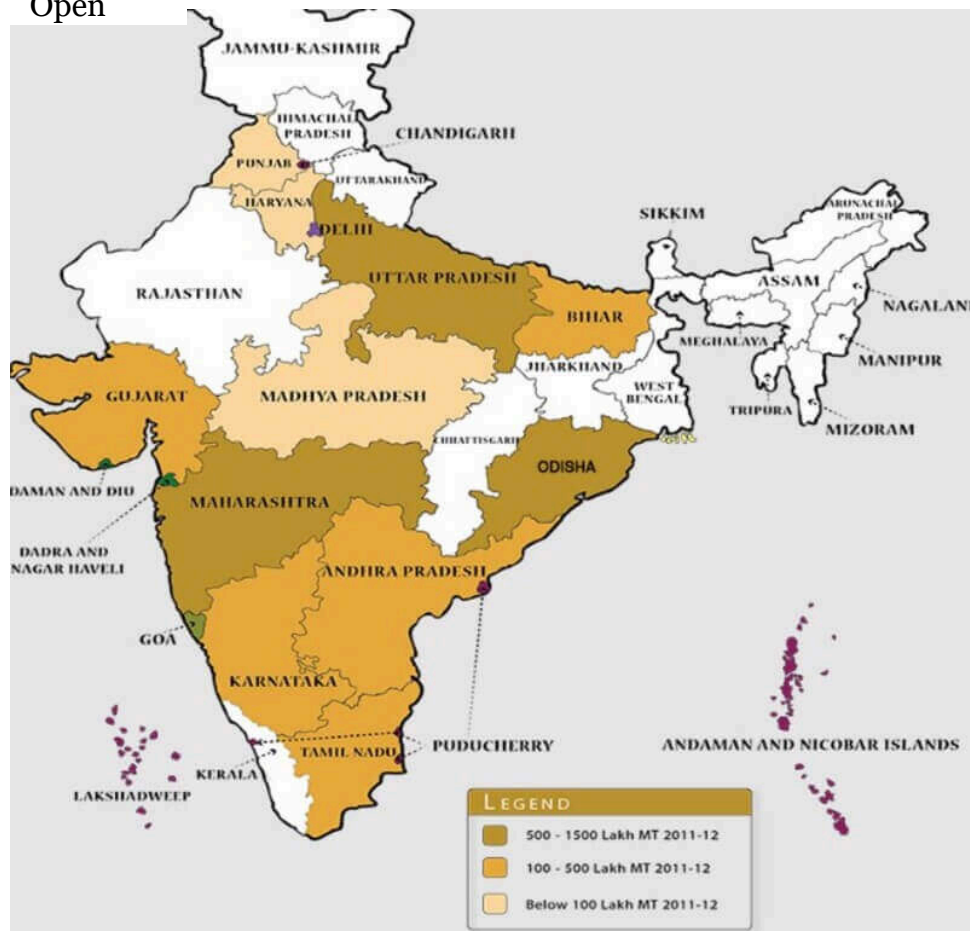 Open
JAMMU-KASHMIR
HIMACHAL
PRADESH
CHANDIGARH
PUNJAB
UTTARAKHAND
HARYANA
DELHI
SIKKIM
ARUNACHAL
PRADESH
UTTAR PRADESH
ASSAM
RAJASTHAN
NAGALAN
BIHAR
MEGHALAYA
MANIPUR
JHARKHAND
WEST
BENGAL
GUJARAT
MADHYA PRADESH
TRIPURA
MIZORAM
CHHATTISGARH
ODISHA
DAMAN AND DIU
MAHARASHTRA
DADRA AND
NAGAR HAVELI
ANDHRA PRADESH
GOA
KARNATAKA
TAMIL NADU
PUDUCHERRY
ANDAMAN AND NICOBAR ISLANDS
KERALA
LAKSHADWEEP
LEGEND
500 - 1500 Lakh MT 2011-12
100 - 500 Lakh MT 2011-12
Below 100 Lakh MT 2011-12